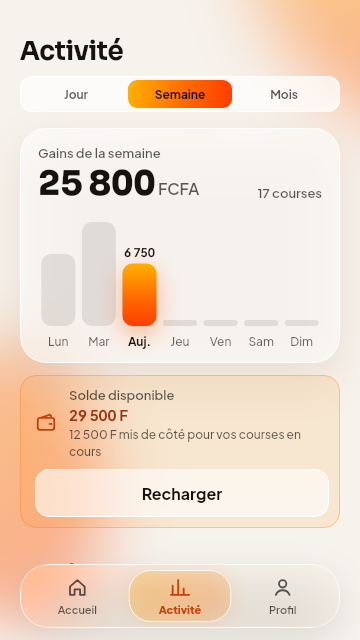 Activité
Jour Semaine Mois
Gains de la semaine
25 800 FCFA 17 courses
6 750
Lun Mar Auj. Jeu Ven Sam Dim
Solde disponible
29 500 F
12 500 F mis de côté pour vos courses en
cours
Recharger
Accueil Activité Profil